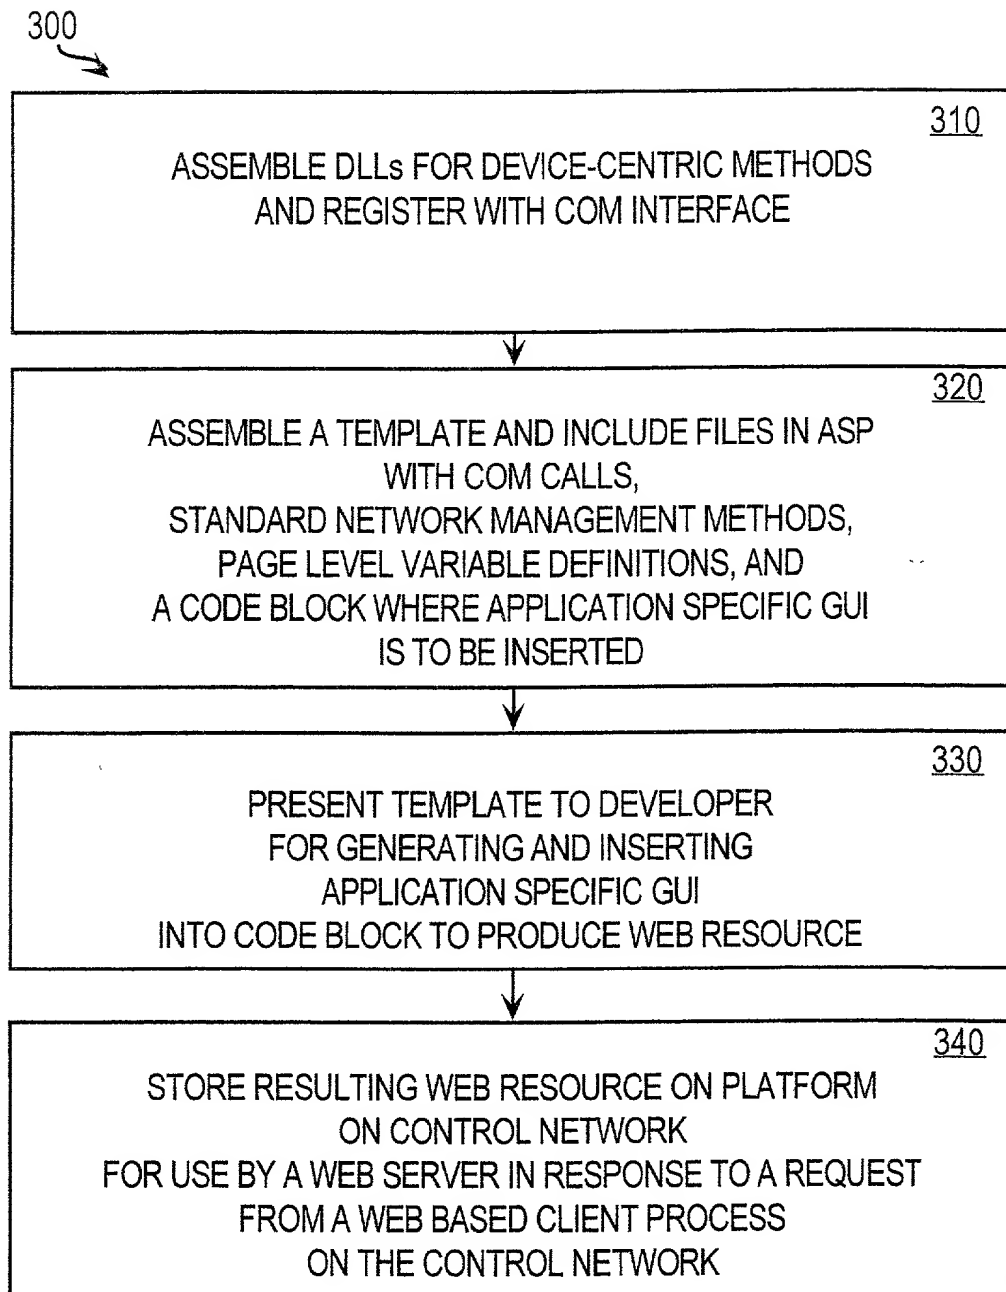 300
310
ASSEMBLE DLLs FOR DEVICE-CENTRIC METHODS
AND REGISTER WITH COM INTERFACE
320
ASSEMBLE A TEMPLATE AND INCLUDE FILES IN ASP
WITH COM CALLS,
STANDARD NETWORK MANAGEMENT METHODS,
PAGE LEVEL VARIABLE DEFINITIONS, AND
A CODE BLOCK WHERE APPLICATION SPECIFIC GUI
IS TO BE INSERTED
330
PRESENT TEMPLATE TO DEVELOPER
FOR GENERATING AND INSERTING
APPLICATION SPECIFIC GUI
INTO CODE BLOCK TO PRODUCE WEB RESOURCE
340
STORE RESULTING WEB RESOURCE ON PLATFORM
ON CONTROL NETWORK
FOR USE BY A WEB SERVER IN RESPONSE TO A REQUEST
FROM A WEB BASED CLIENT PROCESS
ON THE CONTROL NETWORK